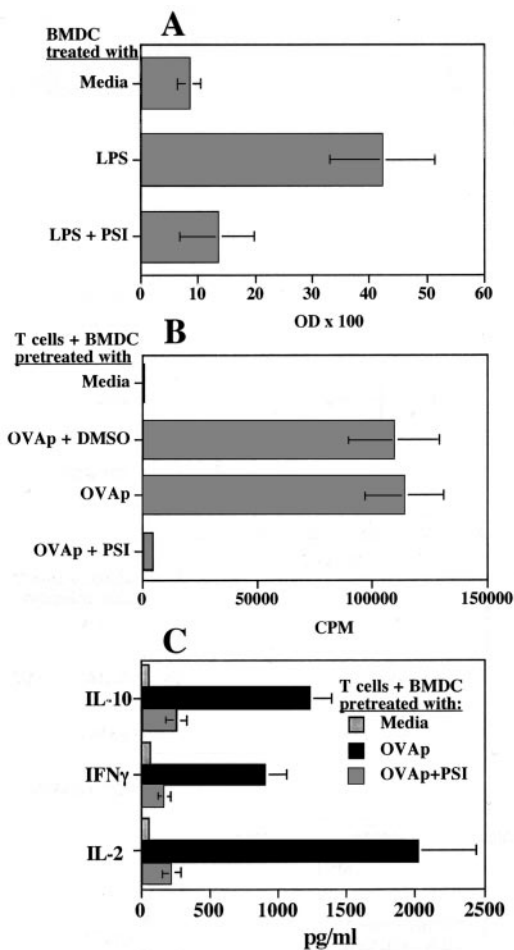 A
BMDC
treated with
Media
LPS
LPS + PSI
0 10 20 30 40 50 60
OD x 100
B
T cells + BMDC
pretreated with
Media
OVAp + DMSO
OVAp
OVAp + PSI
0 50000 100000 150000
CPM
C
T cells + BMDC
pretreated with:
Media
OVAp
OVAp+PSI
IL-10
IFNγ
IL-2
0 500 1000 1500 2000 2500
pg/ml